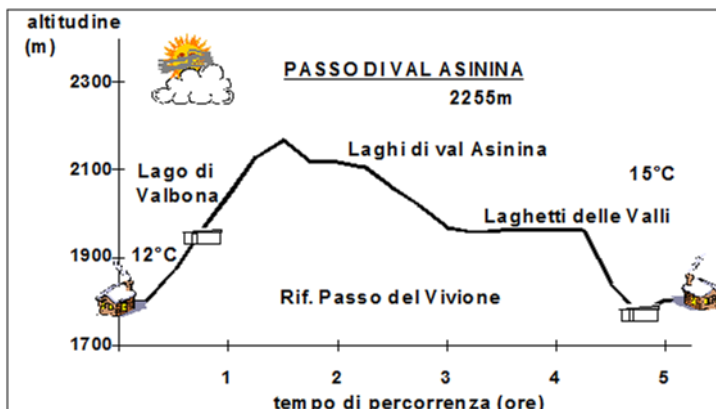 altitudine
(m)
2300
PASSO DI VAL ASININA
2255m
2100
Lago di
Valbona
Laghi di val Asinina
15°C
Laghetti delle Valli
1900
12°C
Rif. Passo del Vivione
1700
1 2 3 4 5
tempo di percorrenza (ore)